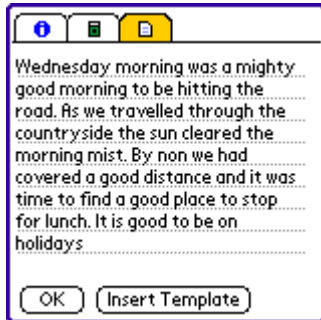 Wednesday morning was a mighty
good morning to be hitting the
road. As we travelled through the
countryside the sun cleared the
morning mist. By non we had
covered a good distance and it was
time to find a good place to stop
for lunch. It is good to be on
holidays
OK Insert Template